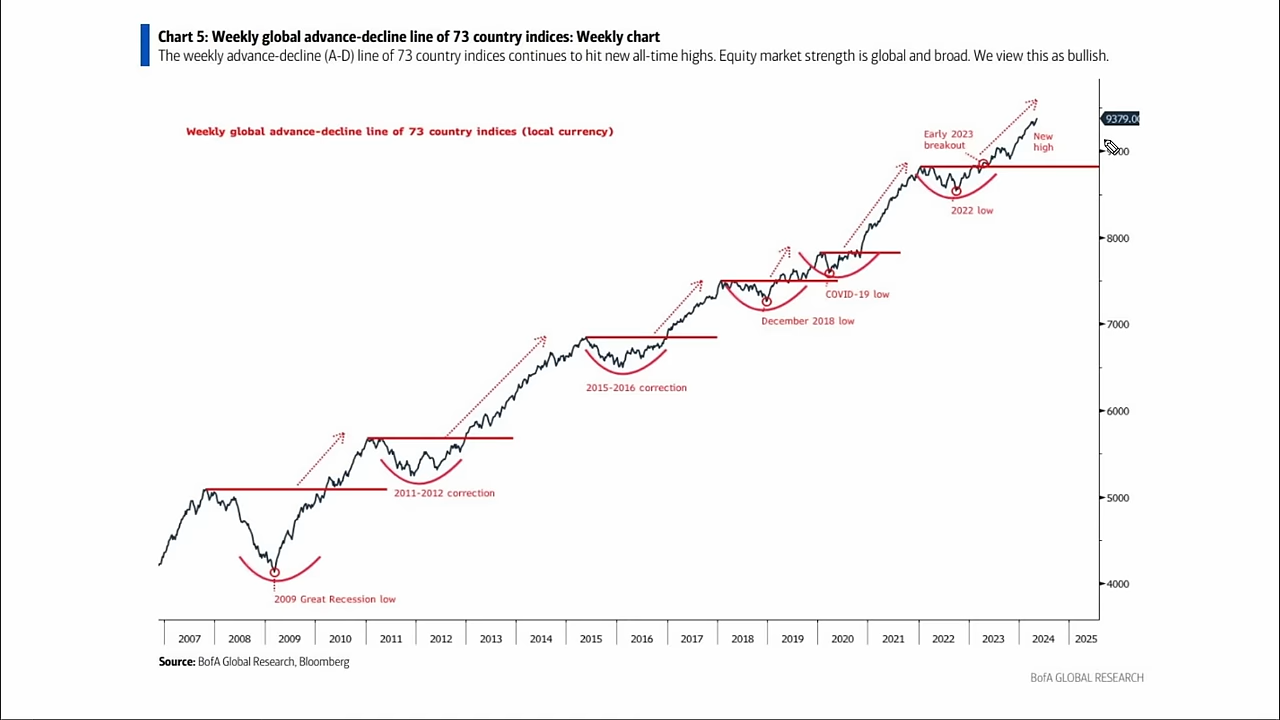 Chart 5: Weekly global advance-decline line of 73 country indices: Weekly chart
The weekly advance-decline (A-D) line of 73 country indices continues to hit new all-time highs. Equity market strength is global and broad. We view this as bullish.
Weekly global advance-decline line of 73 country indices (local currency)
Early 2023
breakout
New
high
9379.00
2022 low
8000
COVID-19 low
December 2018 low
7000
2015-2016 correction
6000
2011-2012 correction
5000
4000
2009 Great Recession low
2007 2008 2009 2010 2011 2012 2013 2014 2015 2016 2017 2018 2019 2020 2021 2022 2023 2024 2025
Source: BofA Global Research, Bloomberg
BofA GLOBAL RESEARCH